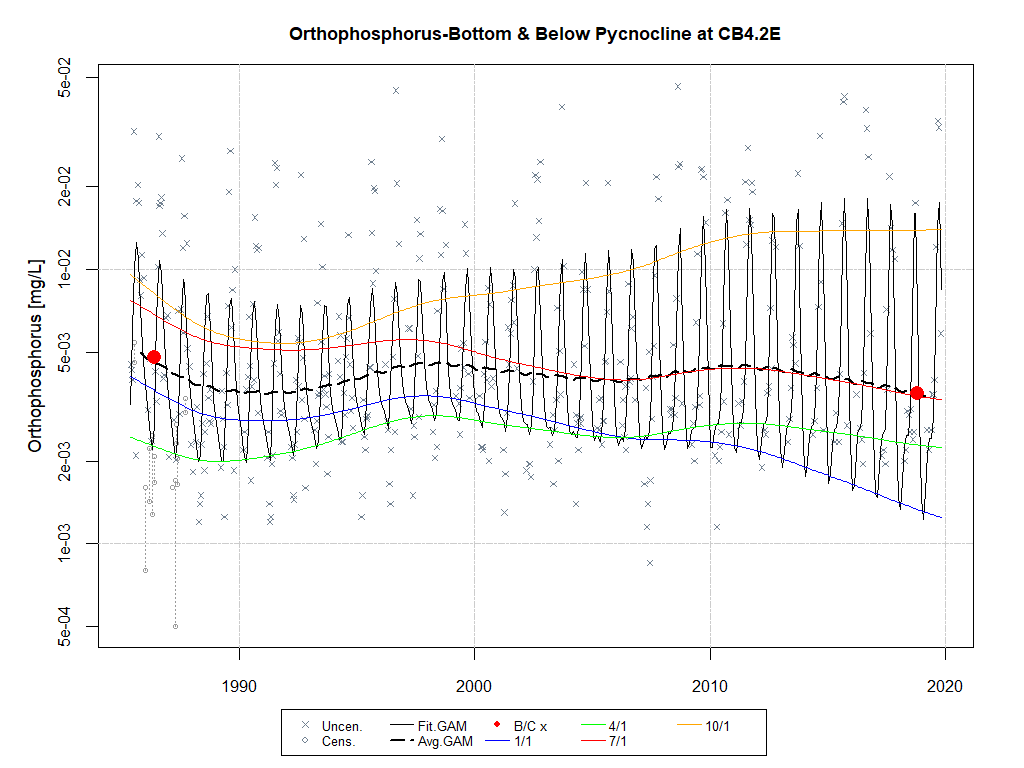 Orthophosphorus-Bottom & Below Pycnocline at CB4.2E
Orthophosphorus [mg/L]
5e-02
2e-02
1e-02
5e-03
2e-03
1e-03
5e-04
1990 2000 2010 2020
Uncen. Fit.GAM B/C x 4/1 10/1
Cens. Avg.GAM 1/1 7/1